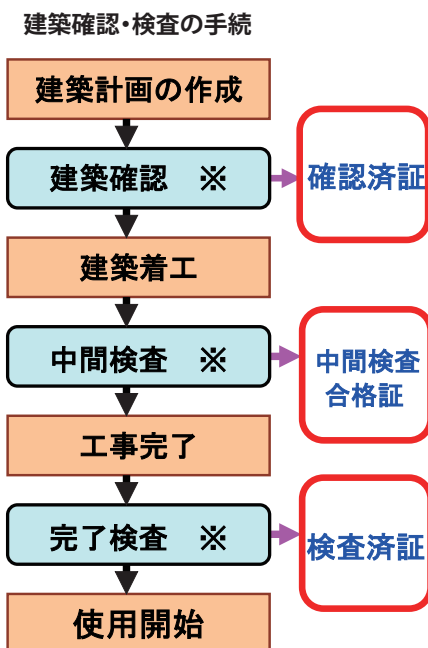 建築確認・検査の手続
建築計画の作成
建築確認　※
確認済証
建築着工
中間検査　※
中間検査
合格証
工事完了
完了検査　※
検査済証
使用開始